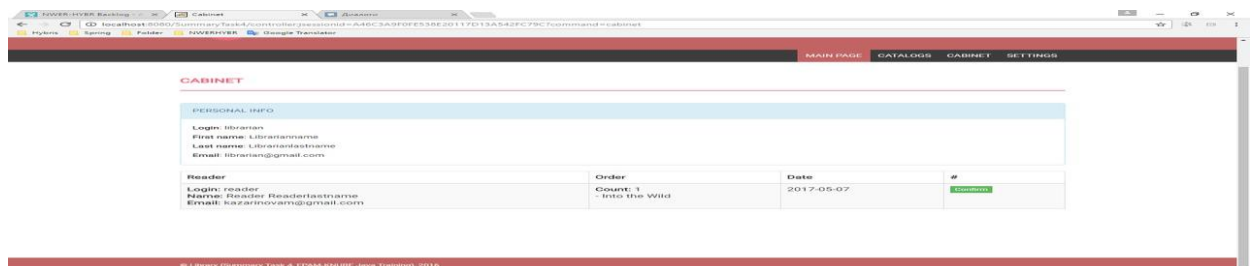 NWER-HYBR Backlog -
Cabinet
Диалоги
localhost:8080/SummaryTask4/controller;jsessionid=A46C3A9F0FE538E20117D13A542FC79C?command=cabinet
Hybris Spring Folder NWERHYBR Google Translator
MAIN PAGE CATALOGS CABINET SETTINGS
CABINET
PERSONAL INFO
Login: librarian
First name: Librarianname
Last name: Librarianlastname
Email: librarian@gmail.com
Reader Order Date #
Login: reader Count: 1 2017-05-07 Confirm
Name: Reader Readerlastname - Into the Wild
Email: kazarinovam@gmail.com
© Library (Summary Task 4, EPAM-KNURE Java Training), 2016